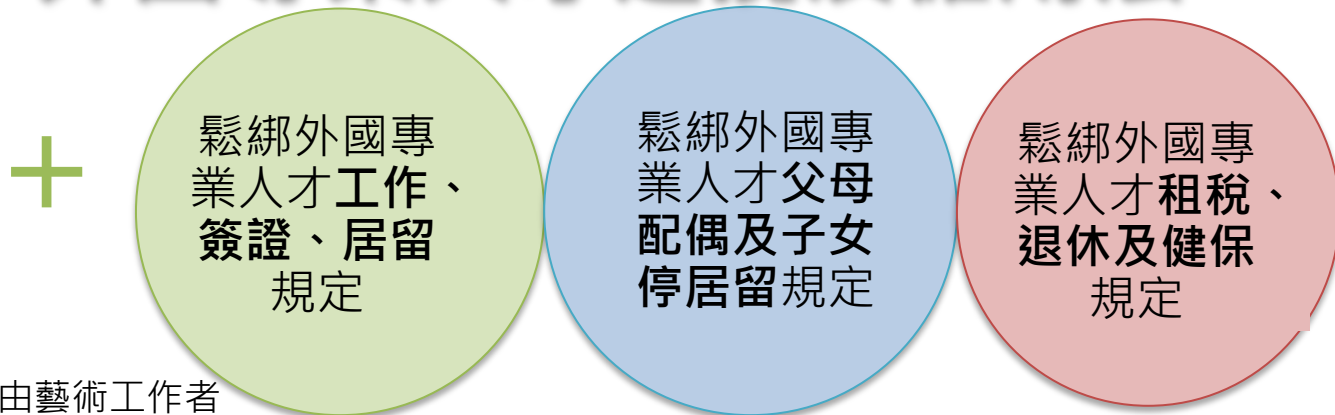 +
鬆綁外國專
業人才工作、
簽證、居留
規定
鬆綁外國專
業人才父母
配偶及子女
停居留規定
鬆綁外國專
業人才租稅、
退休及健保
規定
由藝術工作者